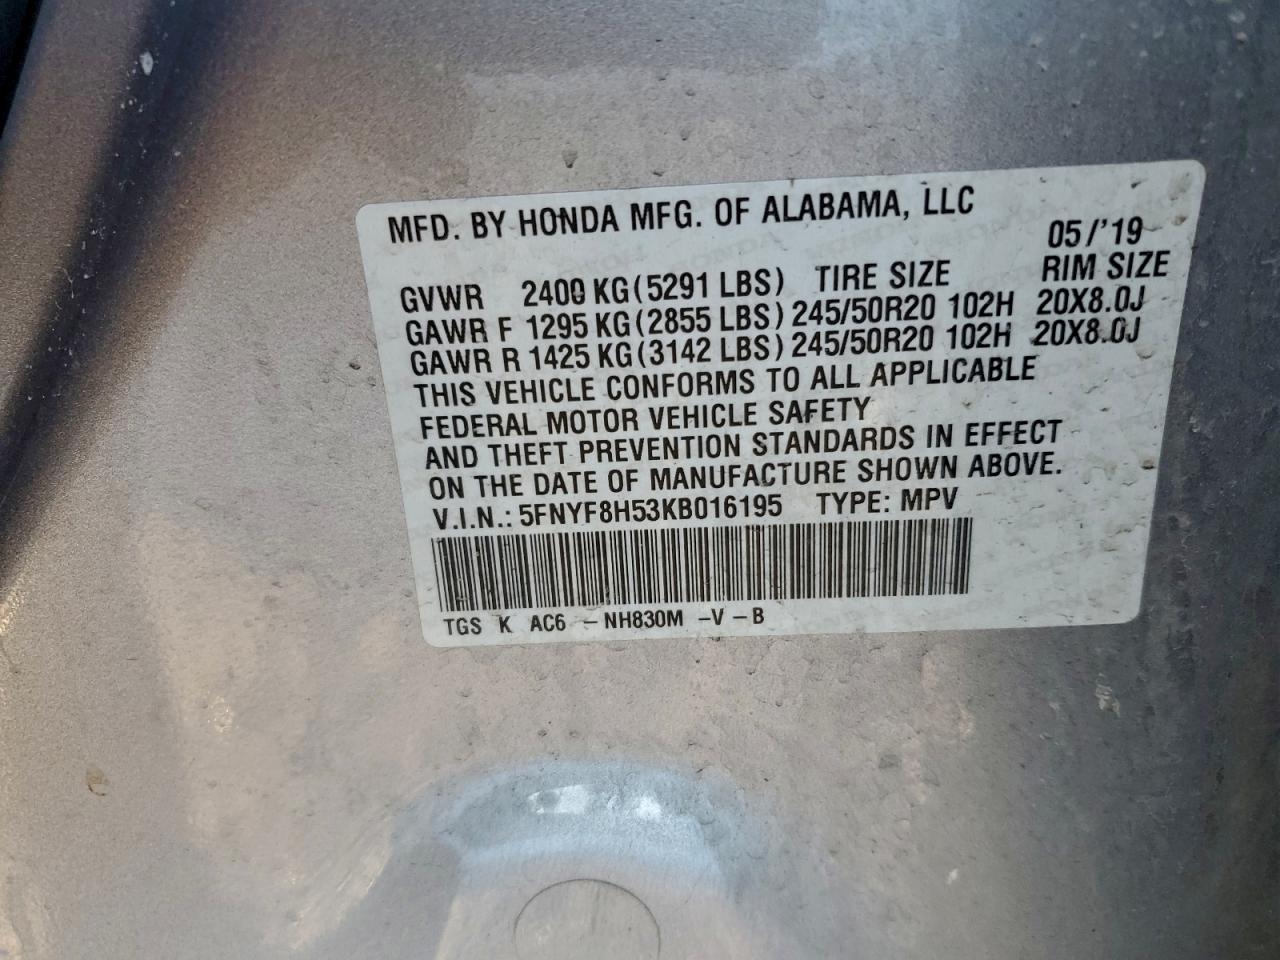 MFD. BY HONDA MFG. OF ALABAMA, LLC
05/'19
GVWR 2400 KG(5291 LBS) TIRE SIZE RIM SIZE
GAWR F 1295 KG(2855 LBS) 245/50R20 102H 20X8.0J
GAWR R 1425 KG(3142 LBS) 245/50R20 102H 20X8.0J
THIS VEHICLE CONFORMS TO ALL APPLICABLE
FEDERAL MOTOR VEHICLE SAFETY
AND THEFT PREVENTION STANDARDS IN EFFECT
ON THE DATE OF MANUFACTURE SHOWN ABOVE.
V.I.N.: 5FNYF8H53KB016195 TYPE: MPV
TGS K AC6 -NH830M -V-B